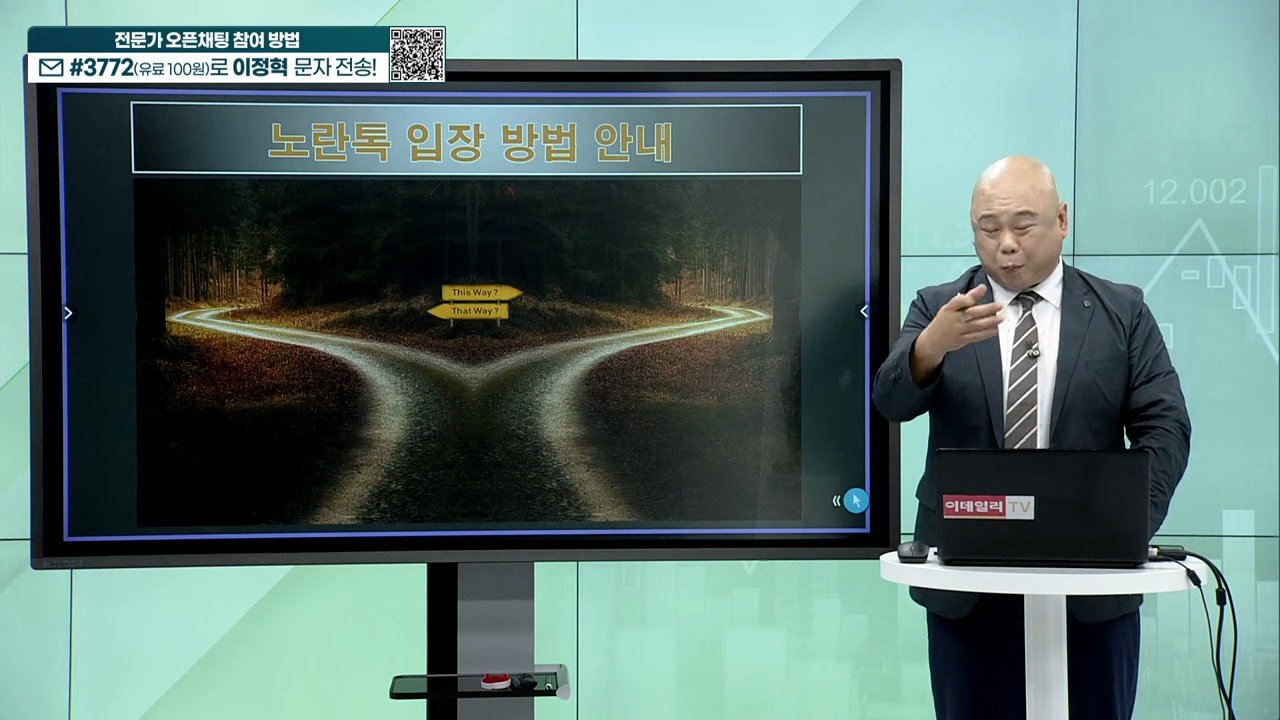 전문가 오픈채팅 참여 방법
#3772(유료 100원)로 이정혁 문자 전송!
노란톡 입장 방법 안내
This Way ?
That Way ?
12.002
이데일리 TV